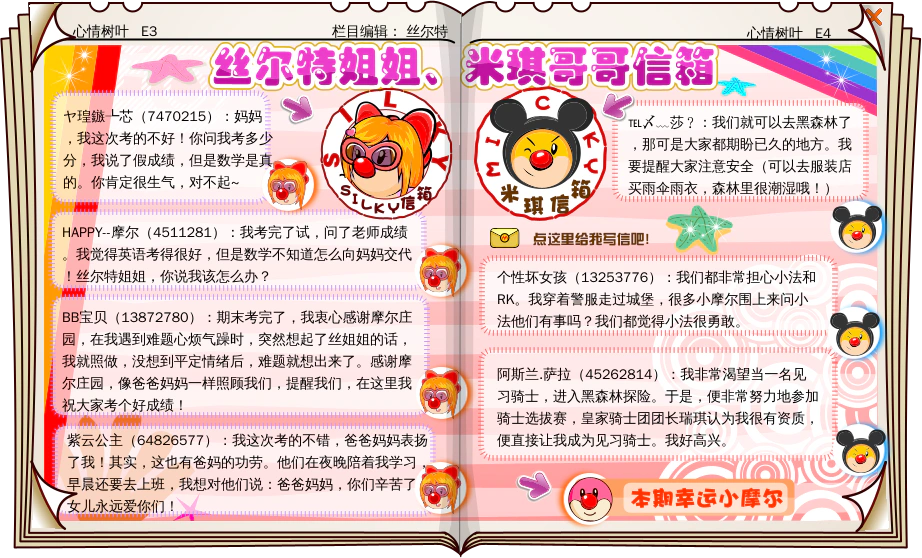 心情树叶 E3
栏目编辑： 丝尔特
丝尔特姐姐、
SILKY
SILKY信箱
（7470215）：妈妈
，我这次考的不好！你问我考多少
分，我说了假成绩，但是数学是真
的。你肯定很生气，对不起~
HAPPY--摩尔（4511281）：我考完了试，问了老师成绩
。我觉得英语考得很好，但是数学不知道怎么向妈妈交代
！丝尔特姐姐，你说我该怎么办？
BB宝贝（13872780）：期末考完了，我衷心感谢摩尔庄
园，在我遇到难题心烦气躁时，突然想起了丝姐姐的话，
我就照做，没想到平定情绪后，难题就想出来了。感谢摩
尔庄园，像爸爸妈妈一样照顾我们，提醒我们，在这里我
祝大家考个好成绩！
紫云公主（64826577）：我这次考的不错，爸爸妈妈表扬
了我！其实，这也有爸妈的功劳。他们在夜晚陪着我学习，
早晨还要去上班，我想对他们说：爸爸妈妈，你们辛苦了，
女儿永远爱你们！
心情树叶 E4
米琪哥哥信箱
MICKY
米琪信箱
℡〆﹏莎﹖：我们就可以去黑森林了
，那可是大家都期盼已久的地方。我
要提醒大家注意安全（可以去服装店
买雨伞雨衣，森林里很潮湿哦！）
点这里给我写信吧!
个性坏女孩（13253776）：我们都非常担心小法和
RK。我穿着警服走过城堡，很多小摩尔围上来问小
法他们有事吗？我们都觉得小法很勇敢。
阿斯兰.萨拉（45262814）：我非常渴望当一名见
习骑士，进入黑森林探险。于是，便非常努力地参加
骑士选拔赛，皇家骑士团团长瑞琪认为我很有资质，
便直接让我成为见习骑士。我好高兴。
本期幸运小摩尔